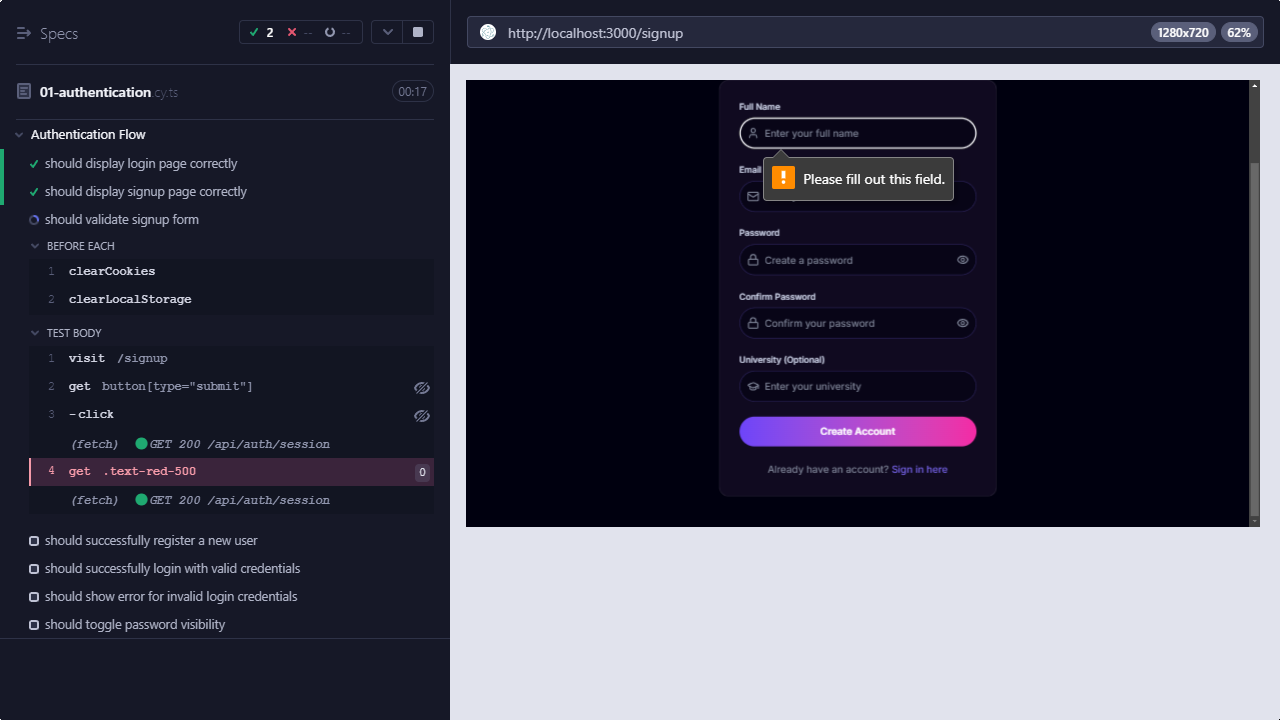 Specs
2
--
--
01-authentication.cy.ts
00:17
Authentication Flow
should display login page correctly
should display signup page correctly
should validate signup form
BEFORE EACH
1 clearCookies
2 clearLocalStorage
TEST BODY
1 visit /signup
2 get button[type="submit"]
3 -click
(fetch) GET 200 /api/auth/session
4 get .text-red-500 0
(fetch) GET 200 /api/auth/session
should successfully register a new user
should successfully login with valid credentials
should show error for invalid login credentials
should toggle password visibility
http://localhost:3000/signup
1280x720
62%
Full Name
Enter your full name
Please fill out this field.
Email
Password
Create a password
Confirm Password
Confirm your password
University (Optional)
Enter your university
Create Account
Already have an account? Sign in here